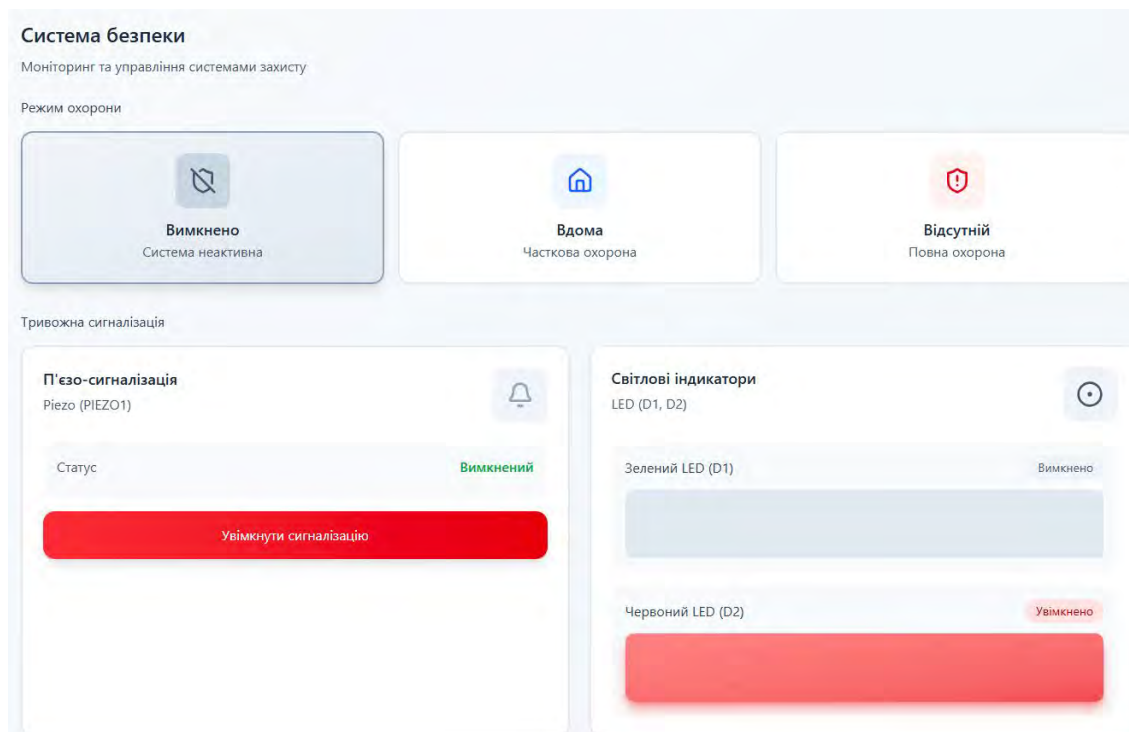 Система безпеки
Моніторинг та управління системами захисту
Режим охорони
Вимкнено
Система неактивна
Вдома
Часткова охорона
Відсутній
Повна охорона
Тривожна сигналізація
П'єзо-сигналізація
Piezo (PIEZO1)
Статус
Вимкнений
Увімкнути сигналізацію
Світлові індикатори
LED (D1, D2)
Зелений LED (D1)
Вимкнено
Червоний LED (D2)
Увімкнено